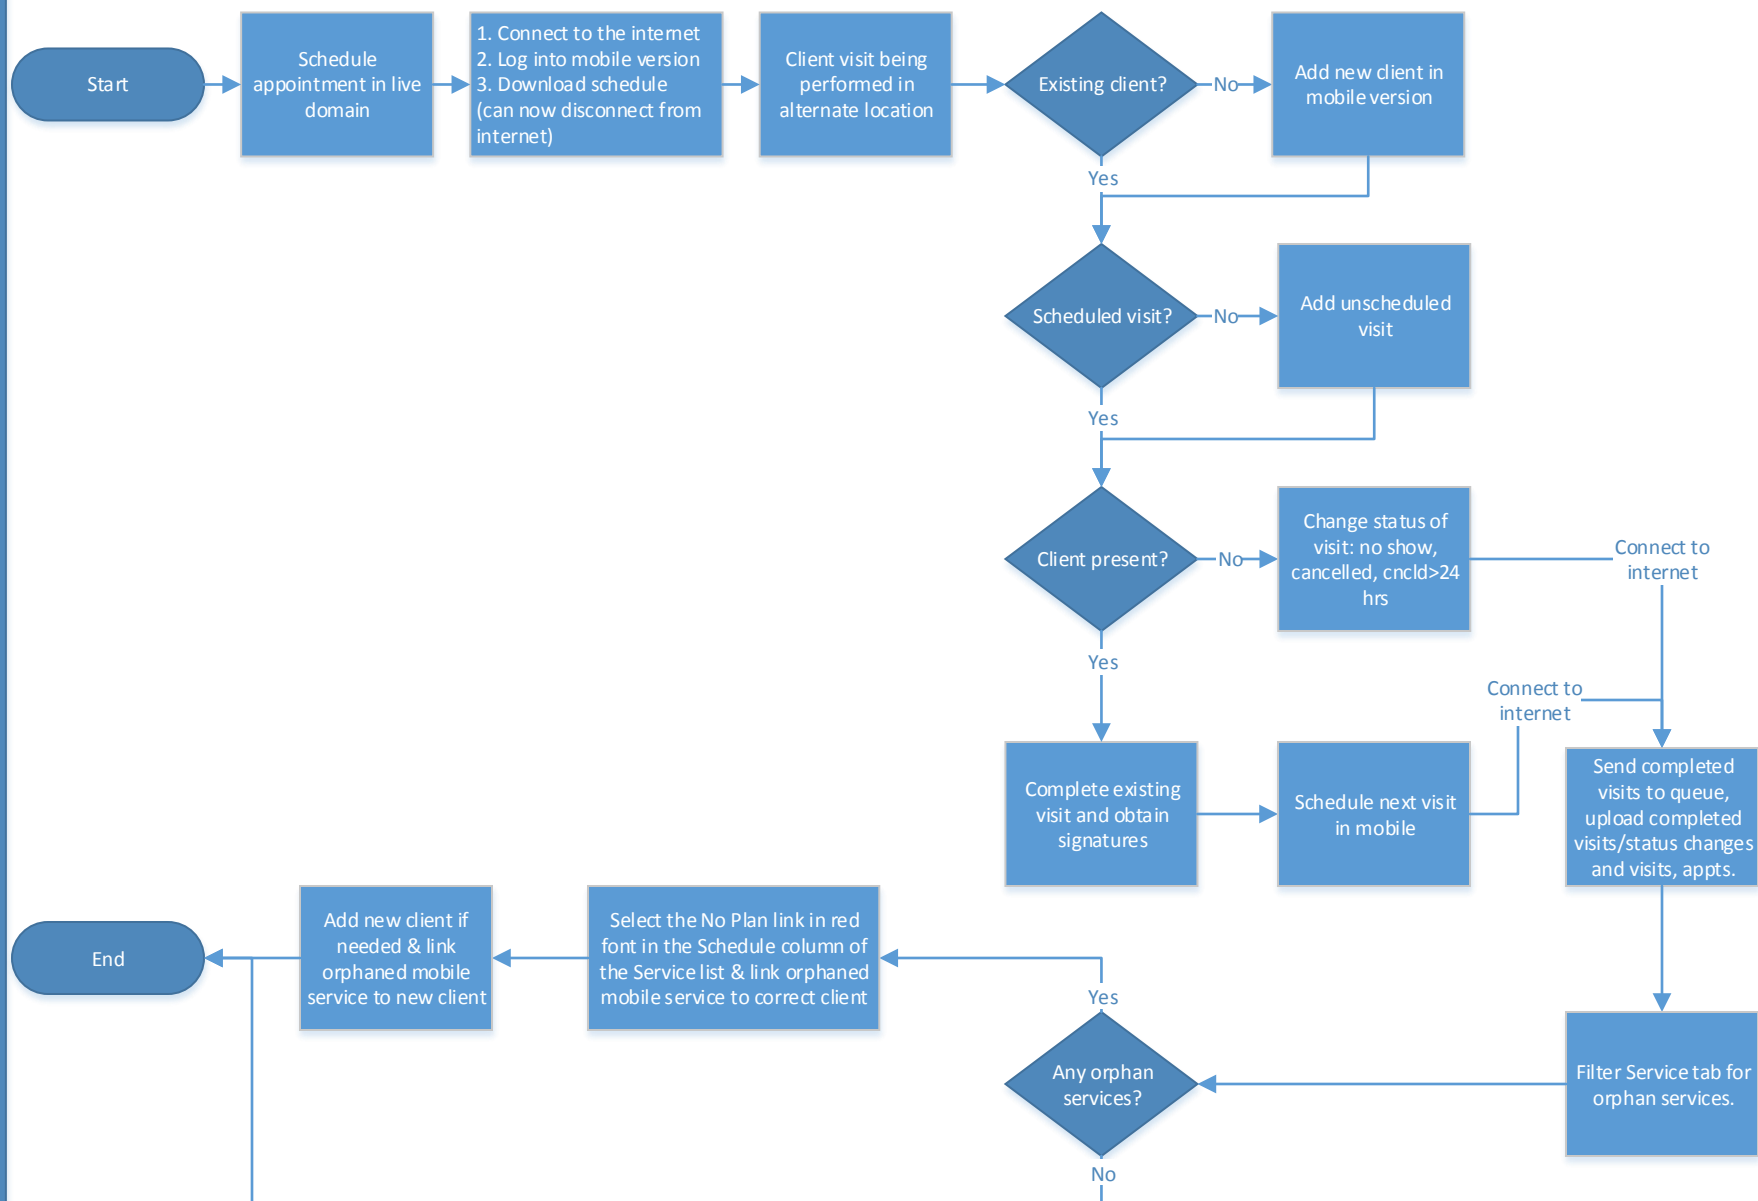 Start
Schedule
appointment in live
domain
1. Connect to the internet
2. Log into mobile version
3. Download schedule
(can now disconnect from
internet)
Client visit being
performed in
alternate location
Existing client?
No
Add new client in
mobile version
Yes
Scheduled visit?
No
Add unscheduled
visit
Yes
Client present?
No
Change status of
visit: no show,
cancelled, cncld>24
hrs
Connect to
internet
Yes
Complete existing
visit and obtain
signatures
Schedule next visit
in mobile
Connect to
internet
Send completed
visits to queue,
upload completed
visits/status changes
and visits, appts.
Filter Service tab for
orphan services.
Any orphan
services?
Yes
Select the No Plan link in red
font in the Schedule column of
the Service list & link orphaned
mobile service to correct client
Add new client if
needed & link
orphaned mobile
service to new client
End
No